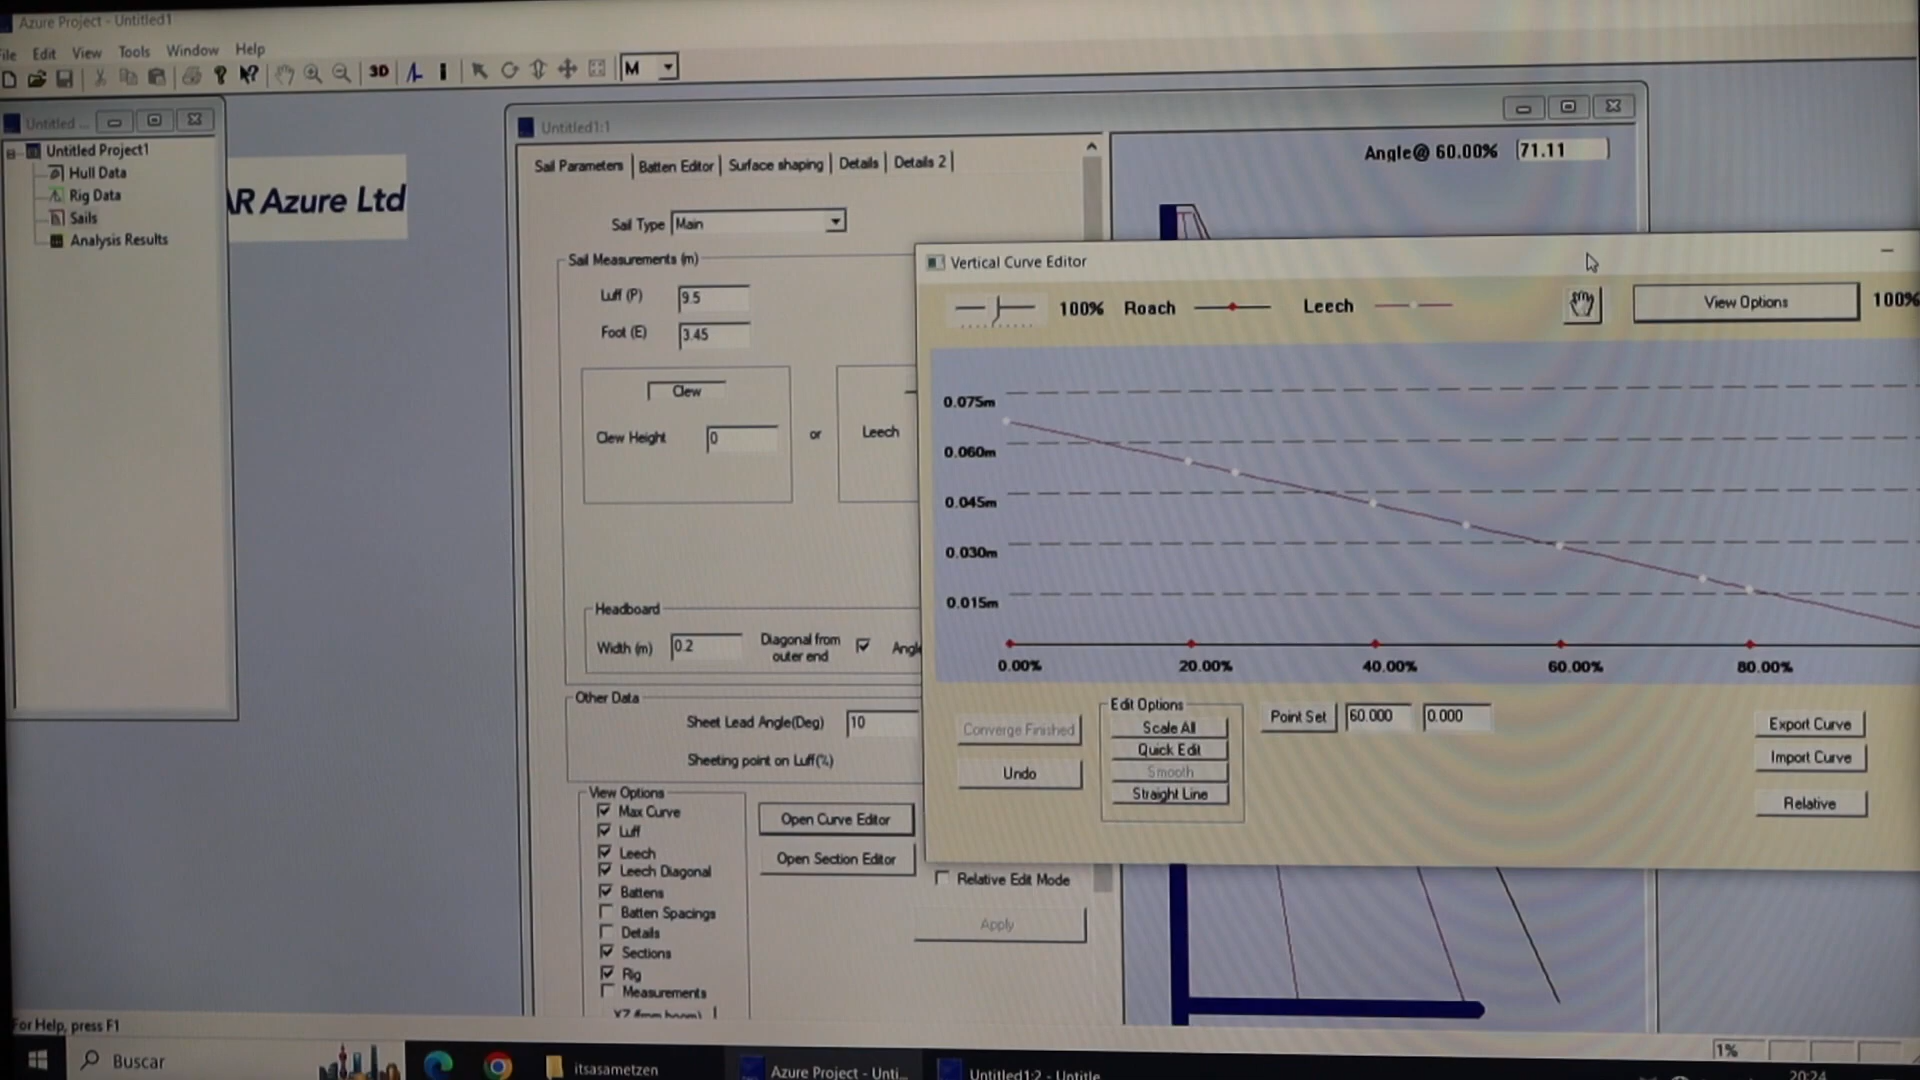 Azure Project - Untitled1
File Edit View Tools Window Help
3D
M
Untitled ...
Untitled Project1
Hull Data
Rig Data
Sails
Analysis Results
AR Azure Ltd
Untitled1:1
Sail Parameters Batten Editor Surface shaping Details Details 2
Sail Type Main
Sail Measurements (m)
Luff (P) 9.5
Foot (E) 3.45
Clew
Clew Height 0 or Leech
Headboard
Width (m) 0.2 Diagonal from outer end Angle
Other Data
Sheet Lead Angle(Deg) 10
Sheeting point on Luff(%)
View Options
Max Curve
Luff
Leech
Leech Diagonal
Battens
Batten Spacings
Details
Sections
Rig
Measurements
Open Curve Editor
Open Section Editor
Relative Edit Mode
Apply
Angle@ 60.00% 71.11
Vertical Curve Editor
100% Roach Leech View Options 100%
0.075m
0.060m
0.045m
0.030m
0.015m
0.00% 20.00% 40.00% 60.00% 80.00%
Converge Finished
Undo
Edit Options
Scale All
Quick Edit
Smooth
Straight Line
Point Set 60.000 0.000
Export Curve
Import Curve
Relative
For Help, press F1
1%
Buscar
itsasametzen
Azure Project - Unti...
Untitled1:2 - Untitle
20:24